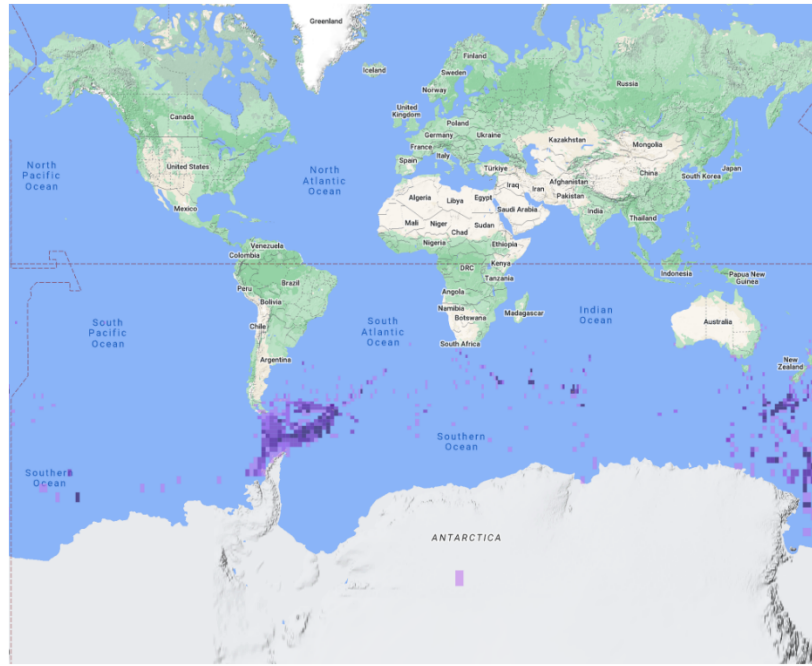 Greenland
Iceland
Finland
Sweden
Norway
Russia
Canada
United
Kingdom
Poland
Germany
Ukraine
France
Kazakhstan
Mongolia
North
Pacific
Ocean
United States
North
Atlantic
Ocean
Spain
Italy
Türkiye
China
South Korea
Japan
Iraq
Iran
Afghanistan
Pakistan
Algeria
Libya
Egypt
Saudi Arabia
India
Mexico
Mali
Niger
Chad
Sudan
Thailand
Venezuela
Colombia
Nigeria
Ethiopia
Kenya
DRC
Tanzania
Indonesia
Papua New
Guinea
Peru
Brazil
Bolivia
Angola
Namibia
Botswana
Madagascar
South
Pacific
Ocean
Chile
South
Atlantic
Ocean
Indian
Ocean
Australia
South Africa
Argentina
New
Zealand
Southern
Ocean
Southern
Ocean
ANTARCTICA